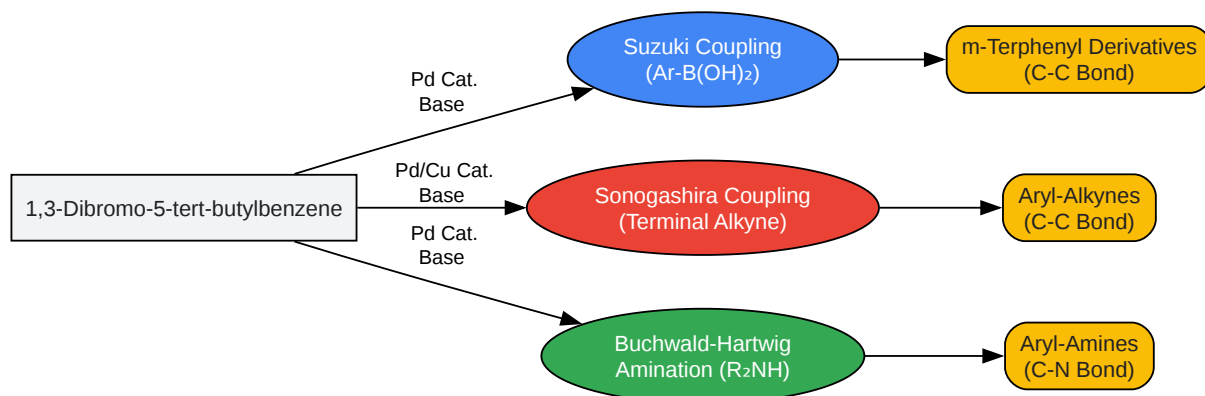 Suzuki Coupling
(Ar-B(OH)₂)
m-Terphenyl Derivatives
(C-C Bond)
Pd Cat.
Base
1,3-Dibromo-5-tert-butylbenzene
Pd/Cu Cat.
Base
Sonogashira Coupling
(Terminal Alkyne)
Aryl-Alkynes
(C-C Bond)
Pd Cat.
Base
Buchwald-Hartwig
Amination (R₂NH)
Aryl-Amines
(C-N Bond)